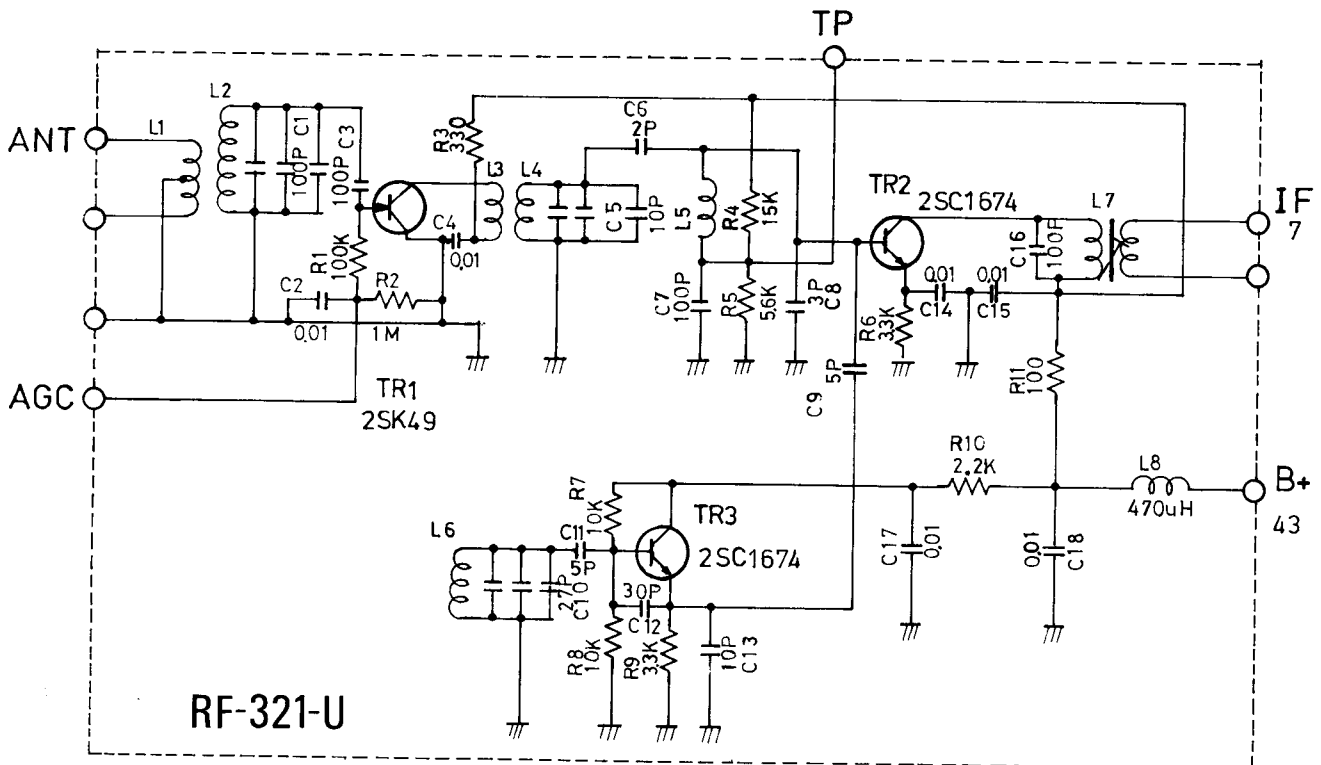 TP
ANT
L1
L2
C1
100P
C3
100P
R3
330
L3
L4
C6
2P
C5
10P
L5
R4
15K
TR2
2SC1674
L7
C16
100P
IF
7
R1
100K
C4
0.01
C2
0.01
R2
1M
C7
100P
R5
5.6K
3P
C8
R6
3.3K
0.01
C14
0.01
C15
AGC
TR1
2SK49
C9
5P
R11
100
R10
2.2K
L8
470uH
B+
43
R7
10K
TR3
2SC1674
L6
C11
5P
27P
C10
30P
C12
R8
10K
R9
3.3K
10P
C13
C17
0.01
0.01
C18
RF-321-U